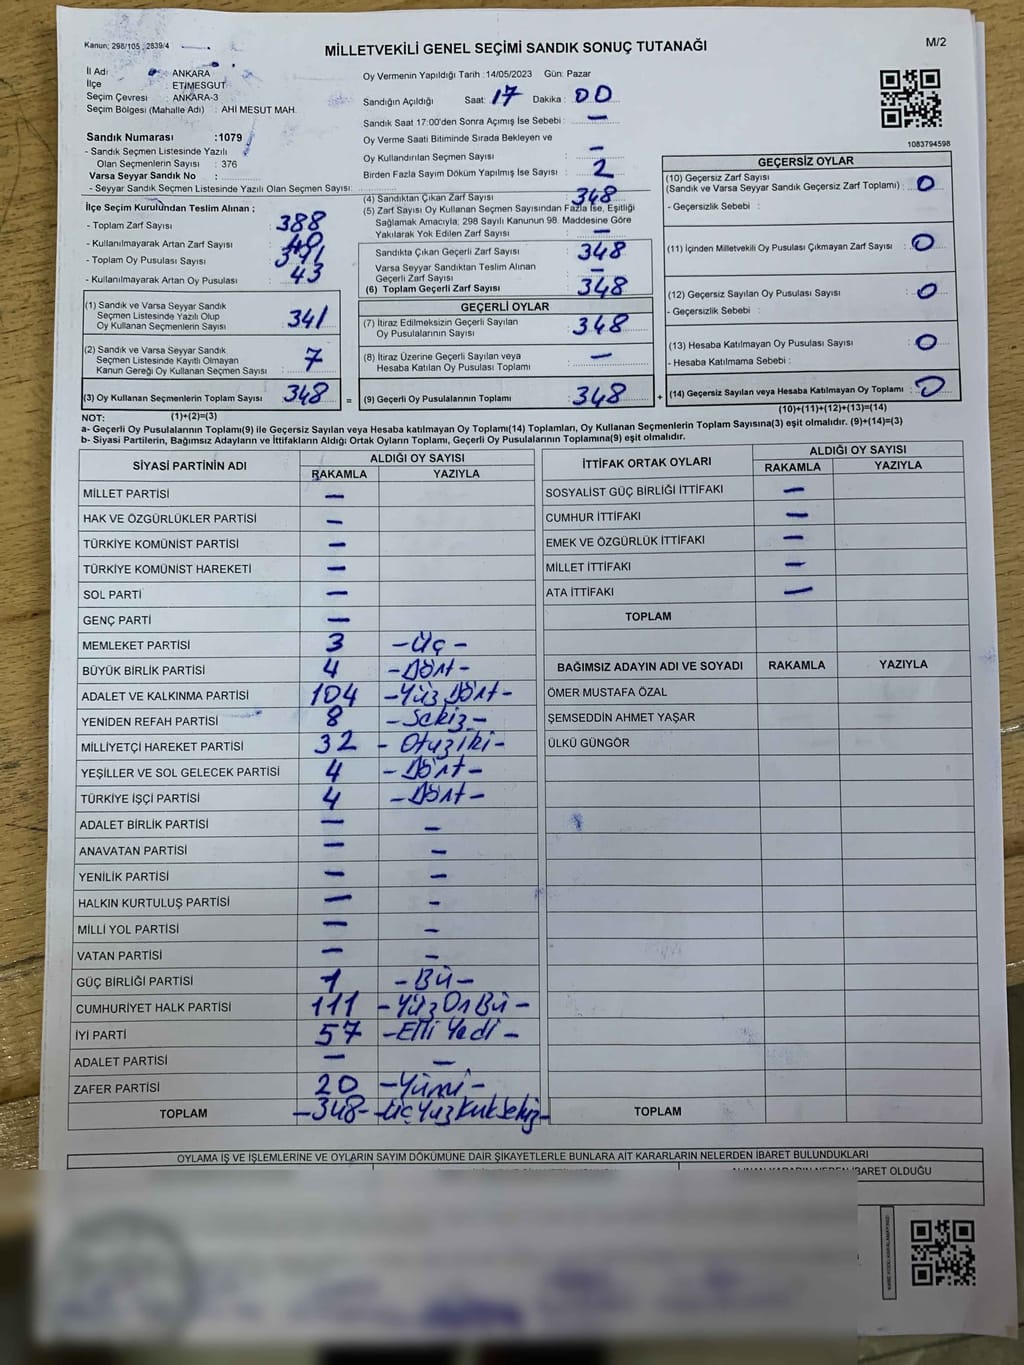 Kanun; 298/105 ; 2839/4
MİLLETVEKİLİ GENEL SEÇİMİ SANDIK SONUÇ TUTANAĞI
M/2
İl Adı : ANKARA
İlçe : ETİMESGUT
Seçim Çevresi : ANKARA-3
Seçim Bölgesi (Mahalle Adı) : AHİ MESUT MAH.
Sandık Numarası :1079
- Sandık Seçmen Listesinde Yazılı
Olan Seçmenlerin Sayısı : 376
Varsa Seyyar Sandık No :
- Seyyar Sandık Seçmen Listesinde Yazılı Olan Seçmen Sayısı:
Oy Vermenin Yapıldığı Tarih :14/05/2023 Gün: Pazar
Sandığın Açıldığı Saat: 17 Dakika : 00
Sandık Saat 17:00'den Sonra Açımış İse Sebebi : —
Oy Verme Saati Bitiminde Sırada Bekleyen ve
Oy Kullandırılan Seçmen Sayısı : —
Birden Fazla Sayım Döküm Yapılmış İse Sayısı : 2
1083794598
İlçe Seçim Kurulundan Teslim Alınan ;
- Toplam Zarf Sayısı : 388
- Kullanılmayarak Artan Zarf Sayısı : 40
- Toplam Oy Pusulası Sayısı : 391
- Kullanılmayarak Artan Oy Pusulası : 43
(4) Sandıktan Çıkan Zarf Sayısı : 348
(5) Zarf Sayısı Oy Kullanan Seçmen Sayısından Fazla İse, Eşitliği
Sağlamak Amacıyla; 298 Sayılı Kanunun 98. Maddesine Göre
Yakılarak Yok Edilen Zarf Sayısı : —
Sandıkta Çıkan Geçerli Zarf Sayısı : 348
Varsa Seyyar Sandıktan Teslim Alınan
Geçerli Zarf Sayısı : —
(6) Toplam Geçerli Zarf Sayısı : 348
GEÇERSİZ OYLAR
(10) Geçersiz Zarf Sayısı
(Sandık ve Varsa Seyyar Sandık Geçersiz Zarf Toplamı) : 0
- Geçersizlik Sebebi :
(11) İçinden Milletvekili Oy Pusulası Çıkmayan Zarf Sayısı : 0
(12) Geçersiz Sayılan Oy Pusulası Sayısı : 0
- Geçersizlik Sebebi :
(13) Hesaba Katılmayan Oy Pusulası Sayısı : 0
- Hesaba Katılmama Sebebi :
(14) Geçersiz Sayılan veya Hesaba Katılmayan Oy Toplamı : 0
(10)+(11)+(12)+(13)=(14)
(1) Sandık ve Varsa Seyyar Sandık
Seçmen Listesinde Yazılı Olup
Oy Kullanan Seçmenlerin Sayısı : 341
(2) Sandık ve Varsa Seyyar Sandık
Seçmen Listesinde Kayıtlı Olmayan
Kanun Gereği Oy Kullanan Seçmen Sayısı : 7
(3) Oy Kullanan Seçmenlerin Toplam Sayısı : 348 =
GEÇERLİ OYLAR
(7) İtiraz Edilmeksizin Geçerli Sayılan
Oy Pusulalarının Sayısı : 348
(8) İtiraz Üzerine Geçerli Sayılan veya
Hesaba Katılan Oy Pusulası Toplamı : —
(9) Geçerli Oy Pusulalarının Toplamı : 348 +
NOT: (1)+(2)=(3)
a- Geçerli Oy Pusulalarının Toplamı(9) ile Geçersiz Sayılan veya Hesaba Katılmayan Oy Toplamı(14) Toplamları, Oy Kullanan Seçmenlerin Toplam Sayısına(3) eşit olmalıdır. (9)+(14)=(3)
b- Siyasi Partilerin, Bağımsız Adayların ve İttifakların Aldığı Ortak Oyların Toplamı, Geçerli Oy Pusulalarının Toplamına(9) eşit olmalıdır.
SİYASİ PARTİNİN ADI ALDIĞI OY SAYISI
RAKAMLA YAZIYLA
MİLLET PARTİSİ —
HAK VE ÖZGÜRLÜKLER PARTİSİ —
TÜRKİYE KOMÜNİST PARTİSİ —
TÜRKİYE KOMÜNİST HAREKETİ —
SOL PARTİ —
GENÇ PARTİ —
MEMLEKET PARTİSİ 3 -Üç-
BÜYÜK BİRLİK PARTİSİ 4 -Dört-
ADALET VE KALKINMA PARTİSİ 104 -Yüz Dört-
YENİDEN REFAH PARTİSİ 8 -Sekiz-
MİLLİYETÇİ HAREKET PARTİSİ 32 -Otuziki-
YEŞİLLER VE SOL GELECEK PARTİSİ 4 -Dört-
TÜRKİYE İŞÇİ PARTİSİ 4 -Dört-
ADALET BİRLİK PARTİSİ — —
ANAVATAN PARTİSİ — —
YENİLİK PARTİSİ — —
HALKIN KURTULUŞ PARTİSİ — —
MİLLİ YOL PARTİSİ — —
VATAN PARTİSİ — —
GÜÇ BİRLİĞİ PARTİSİ 1 -Bir-
CUMHURİYET HALK PARTİSİ 111 -Yüz On Bir-
İYİ PARTİ 57 -Elli Yedi-
ADALET PARTİSİ — —
ZAFER PARTİSİ 20 -Yirmi-
TOPLAM -348- -Üç Yüz Kırk Sekiz-
İTTİFAK ORTAK OYLARI ALDIĞI OY SAYISI
RAKAMLA YAZIYLA
SOSYALİST GÜÇ BİRLİĞİ İTTİFAKI —
CUMHUR İTTİFAKI —
EMEK VE ÖZGÜRLÜK İTTİFAKI —
MİLLET İTTİFAKI —
ATA İTTİFAKI —
TOPLAM
BAĞIMSIZ ADAYIN ADI VE SOYADI RAKAMLA YAZIYLA
ÖMER MUSTAFA ÖZAL
ŞEMSEDDİN AHMET YAŞAR
ÜLKÜ GÜNGÖR
TOPLAM
OYLAMA İŞ VE İŞLEMLERİNE VE OYLARIN SAYIM DÖKÜMÜNE DAİR ŞİKAYETLERLE BUNLARA AİT KARARLARIN NELERDEN İBARET BULUNDUKLARI
İBARET OLDUĞU